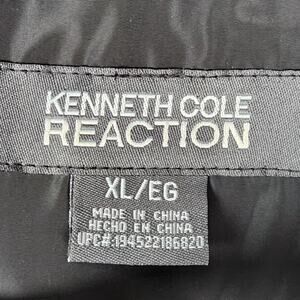 KENNETH COLE
REACTION
XL/EG
MADE IN CHINA
HECHO EN CHINA
UPC#:194522186820